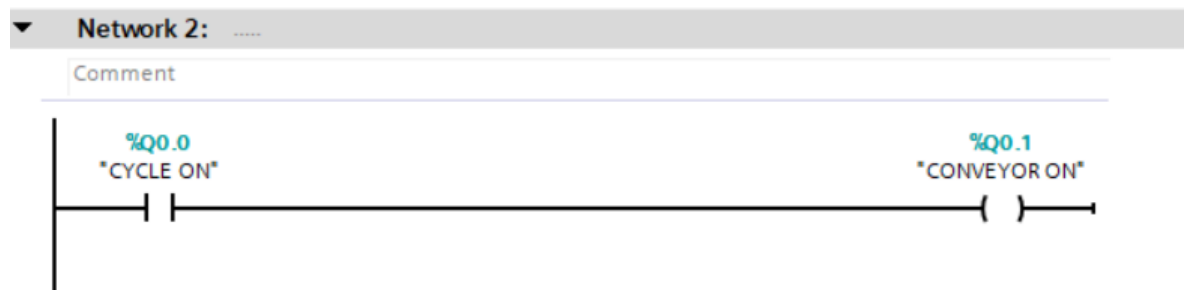 Network 2: .....
Comment
%Q0.0
"CYCLE ON"
%Q0.1
"CONVEYOR ON"